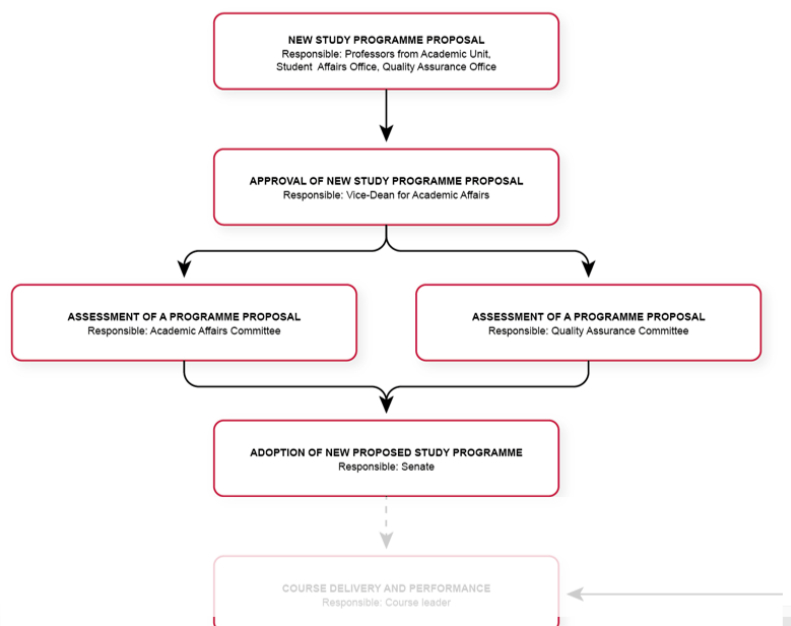 NEW STUDY PROGRAMME PROPOSAL
Responsible: Professors from Academic Unit,
Student Affairs Office, Quality Assurance Office
APPROVAL OF NEW STUDY PROGRAMME PROPOSAL
Responsible: Vice-Dean for Academic Affairs
ASSESSMENT OF A PROGRAMME PROPOSAL
Responsible: Academic Affairs Committee
ASSESSMENT OF A PROGRAMME PROPOSAL
Responsible: Quality Assurance Committee
ADOPTION OF NEW PROPOSED STUDY PROGRAMME
Responsible: Senate
COURSE DELIVERY AND PERFORMANCE
Responsible: Course leader